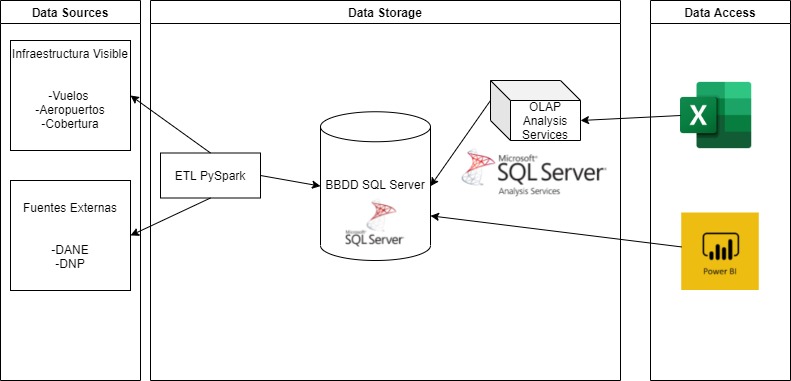 Data Sources
Data Storage
Data Access
Infraestructura Visible
-Vuelos
-Aeropuertos
-Cobertura
Fuentes Externas
-DANE
-DNP
ETL PySpark
BBDD SQL Server
Microsoft®
SQL Server
OLAP
Analysis
Services
Microsoft®
SQL Server®
Analysis Services
X
Power BI